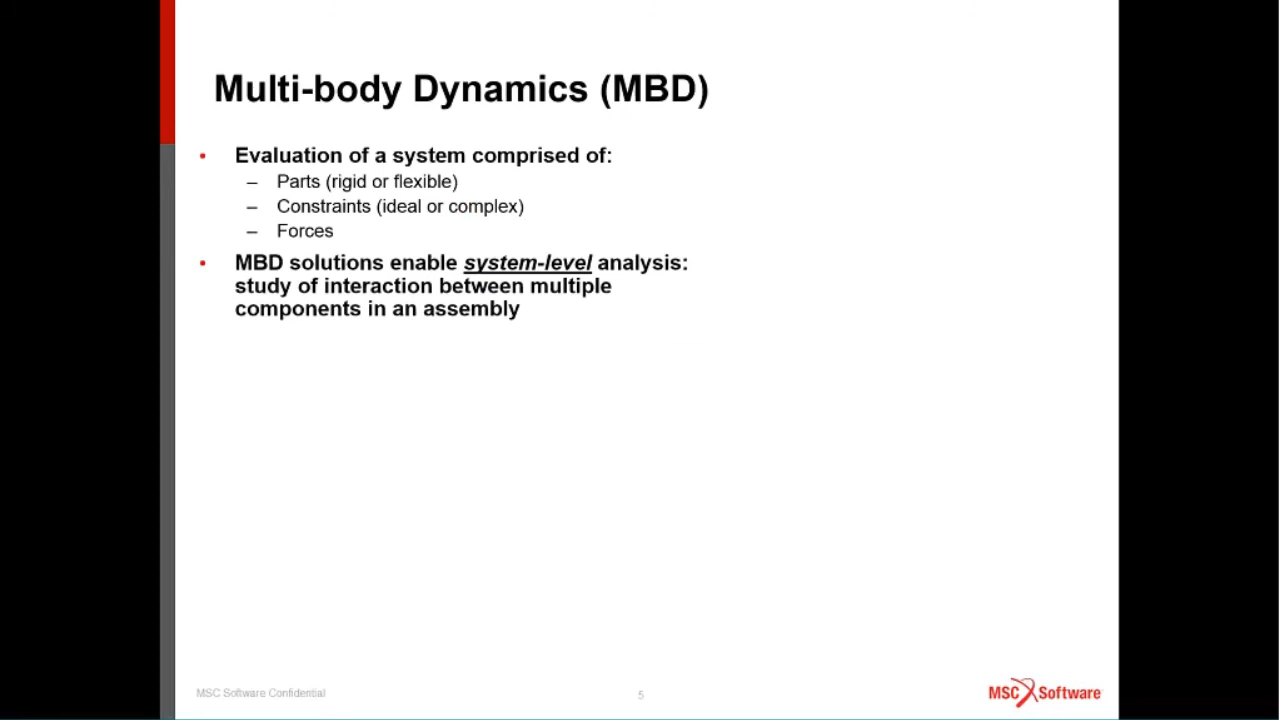 Multi-body Dynamics (MBD)
• Evaluation of a system comprised of:
– Parts (rigid or flexible)
– Constraints (ideal or complex)
– Forces
• MBD solutions enable system-level analysis:
study of interaction between multiple
components in an assembly
MSC Software Confidential
5
MSC Software